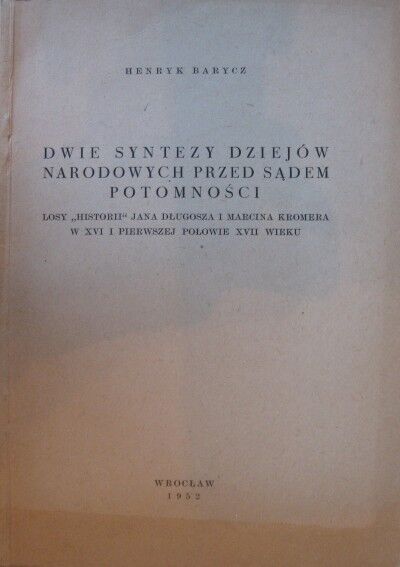 HENRYK BARYCZ
DWIE SYNTEZY DZIEJÓW
NARODOWYCH PRZED SĄDEM
POTOMNOŚCI
LOSY „HISTORII“ JANA DŁUGOSZA I MARCINA KROMERA
W XVI I PIERWSZEJ POŁOWIE XVII WIEKU
WROCŁAW
1952